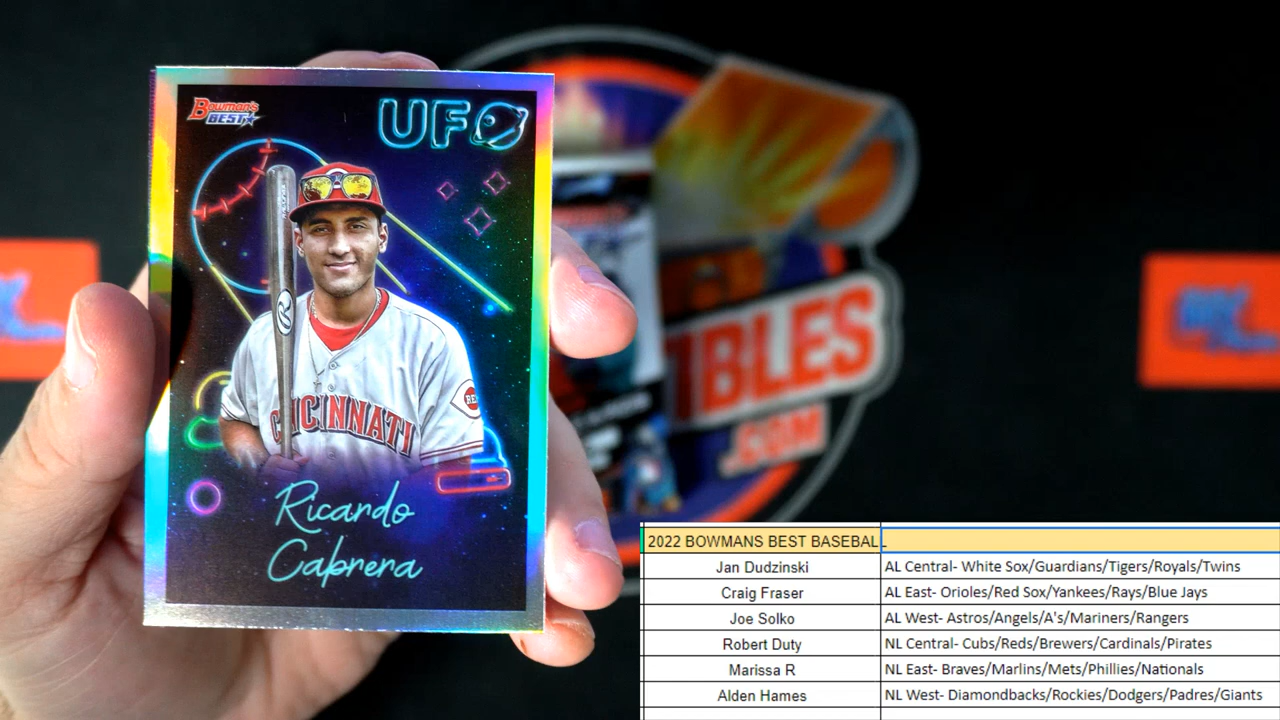 Bowman's
BEST
UFO
R
CINCINNATI
REDS
Ricardo
Cabrera
IBLES
.COM
2022 BOWMANS BEST BASEBALL
Jan Dudzinski AL Central- White Sox/Guardians/Tigers/Royals/Twins
Craig Fraser AL East- Orioles/Red Sox/Yankees/Rays/Blue Jays
Joe Solko AL West- Astros/Angels/A's/Mariners/Rangers
Robert Duty NL Central- Cubs/Reds/Brewers/Cardinals/Pirates
Marissa R NL East- Braves/Marlins/Mets/Phillies/Nationals
Alden Hames NL West- Diamondbacks/Rockies/Dodgers/Padres/Giants